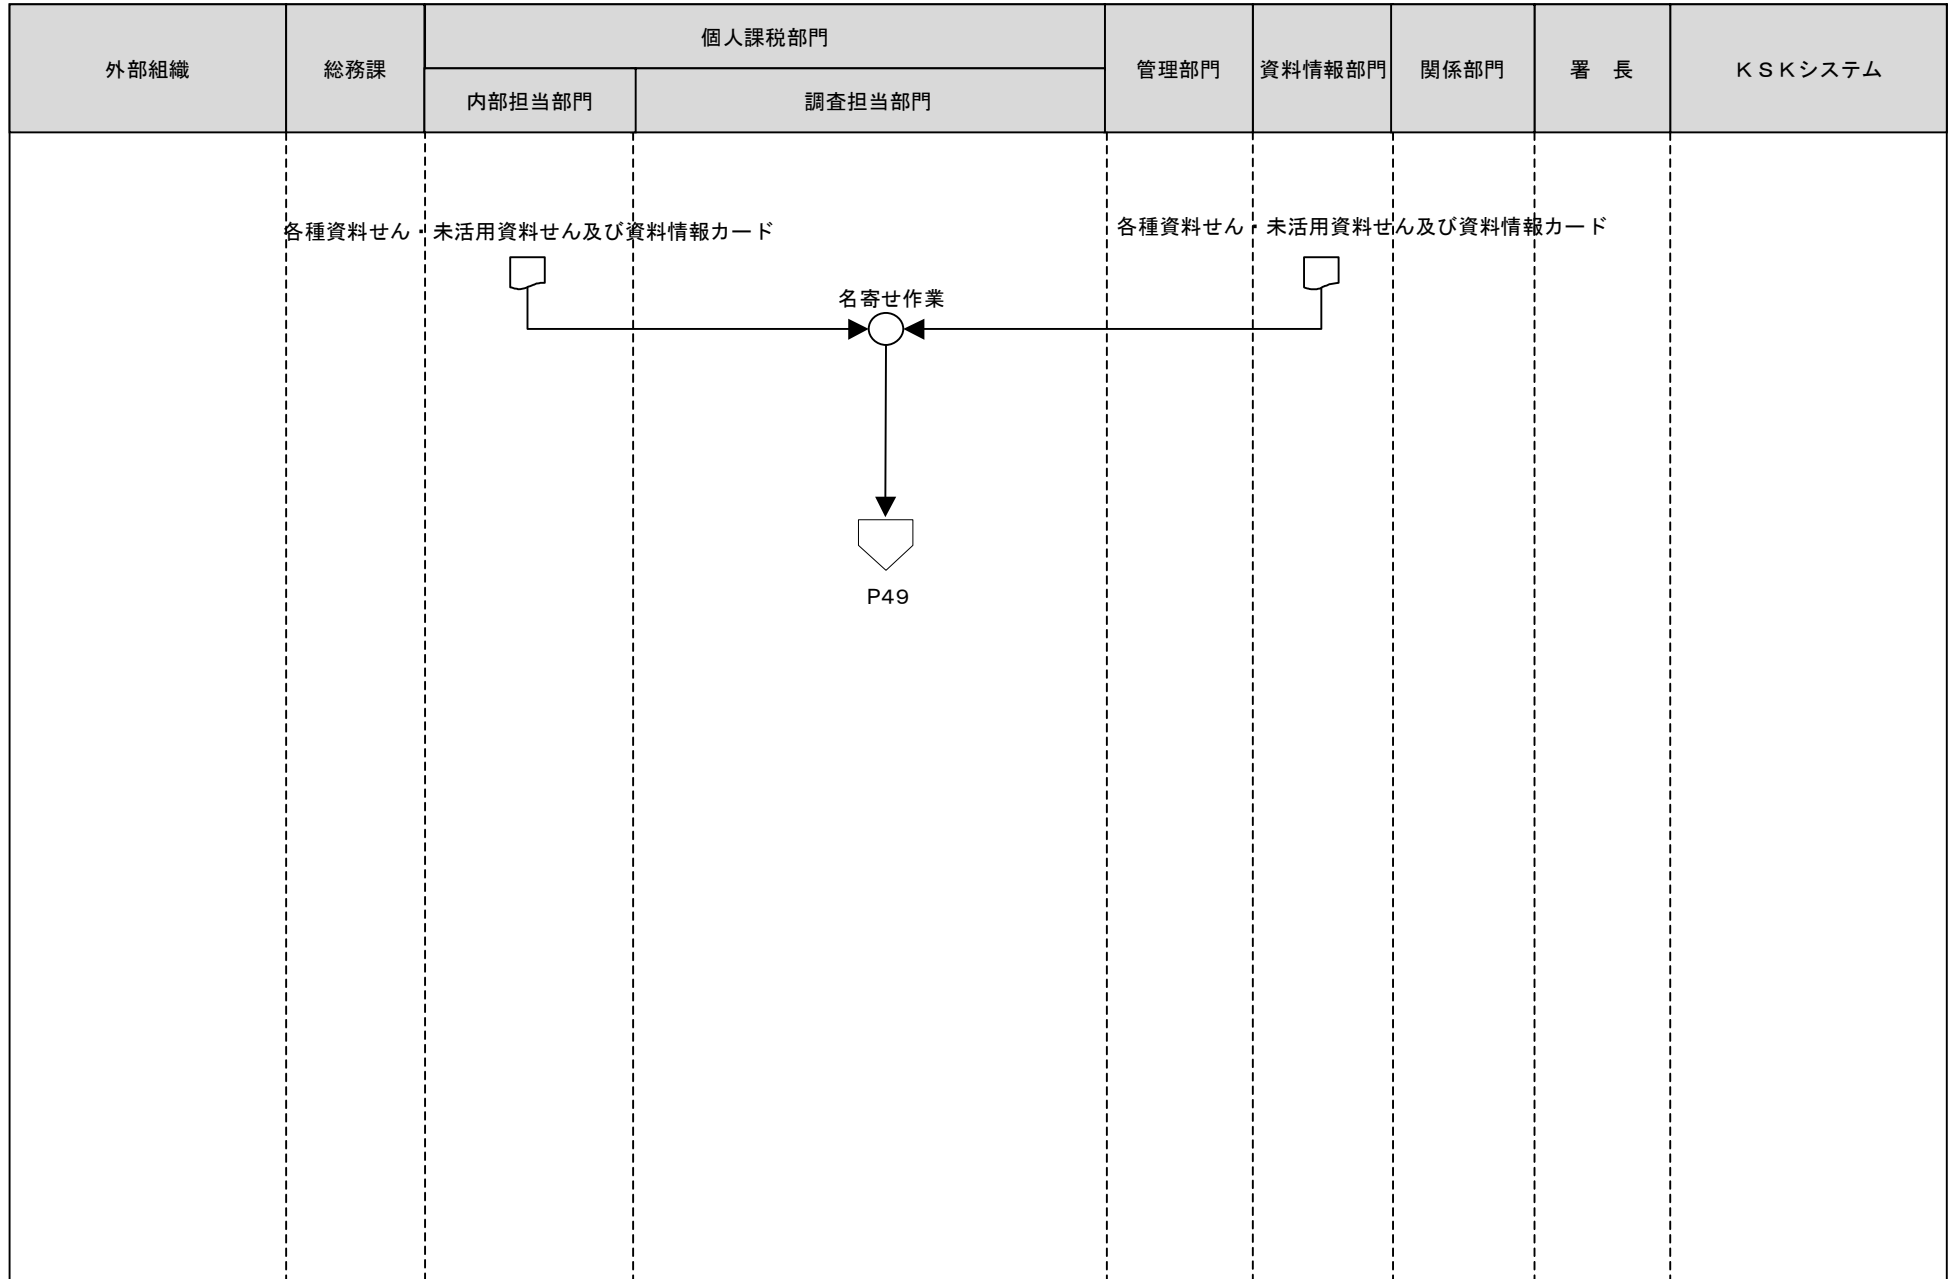 外部組織
総務課
個人課税部門
内部担当部門
調査担当部門
管理部門
資料情報部門
関係部門
署　長
ＫＳＫシステム
各種資料せん・未活用資料せん及び資料情報カード
各種資料せん・未活用資料せん及び資料情報カード
名寄せ作業
P49